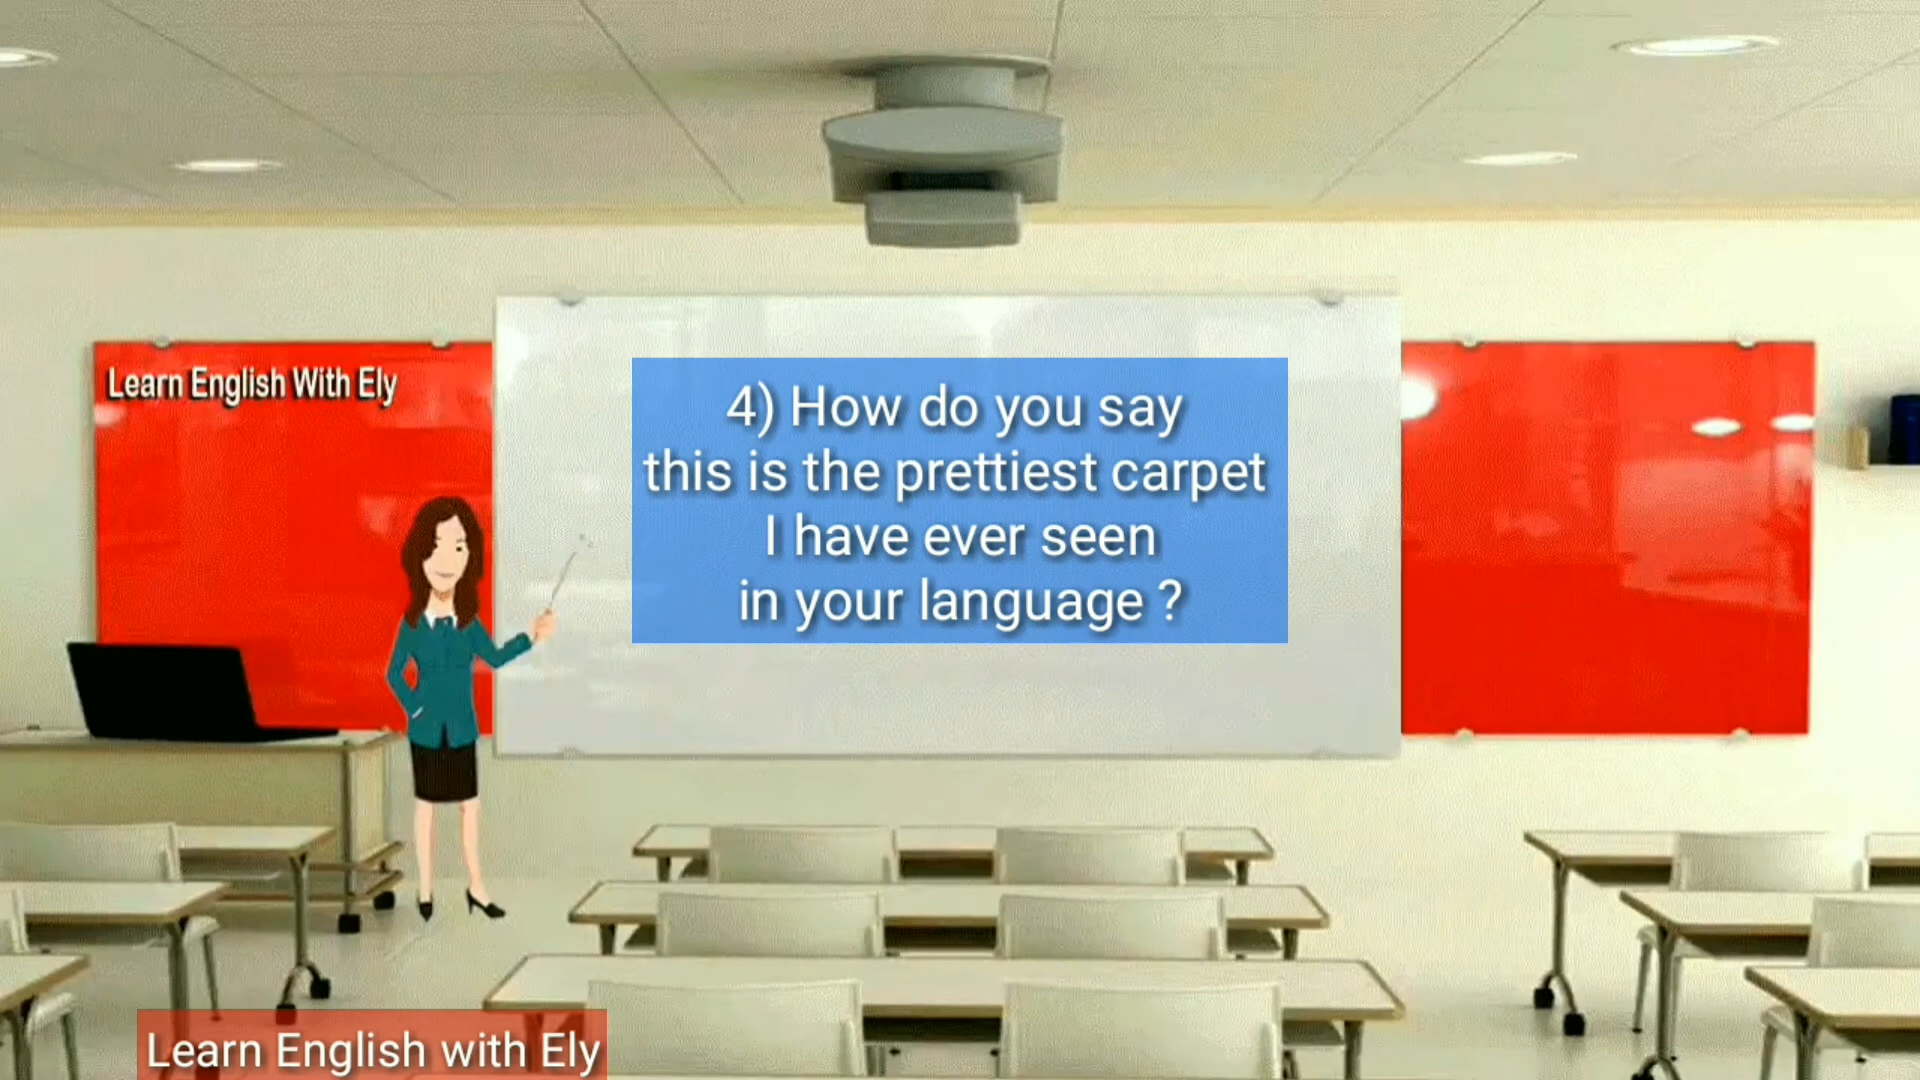 Learn English With Ely
4) How do you say
this is the prettiest carpet
I have ever seen
in your language ?
Learn English with Ely